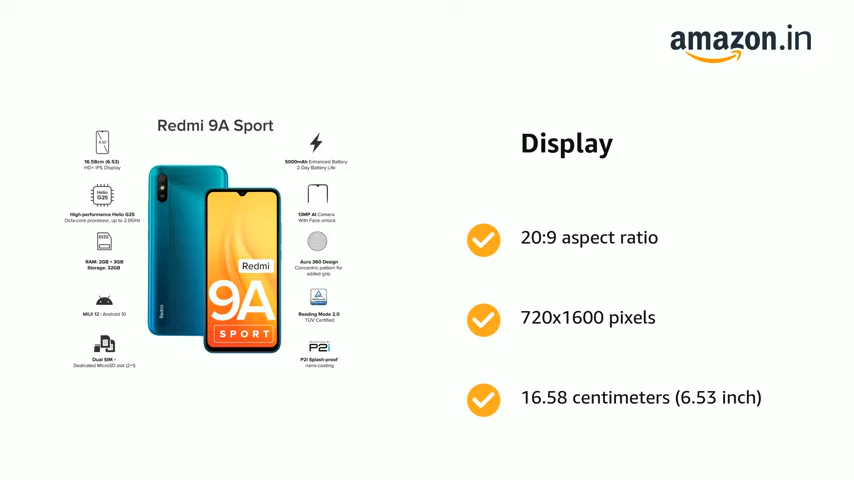 amazon.in
Redmi 9A Sport
16.58cm (6.53)
HD+ IPS Display
5000mAh Enhanced Battery
2-Day Battery Life
Helio
G25
High-performance Helio G25
Octa-core processor, up to 2.0GHz
13MP AI Camera
With Face unlock
RAM: 2GB + 3GB
Storage: 32GB
Aura 360 Design
Concentric pattern for
added grip
MIUI 12 | Android 10
Reading Mode 2.0
TUV Certified
Dual SIM +
Dedicated MicroSD slot (2+1)
P2i
P2i Splash-proof
nano-coating
Redmi
Redmi
9A
SPORT
Display
20:9 aspect ratio
720x1600 pixels
16.58 centimeters (6.53 inch)